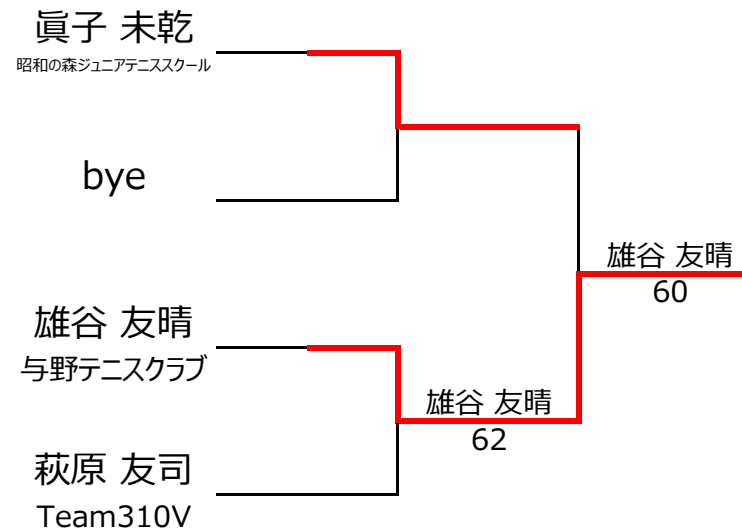 眞子 未乾
昭和の森ジュニアテニススクール
bye
雄谷 友晴
60
雄谷 友晴
与野テニスクラブ
雄谷 友晴
62
萩原 友司
Team310V